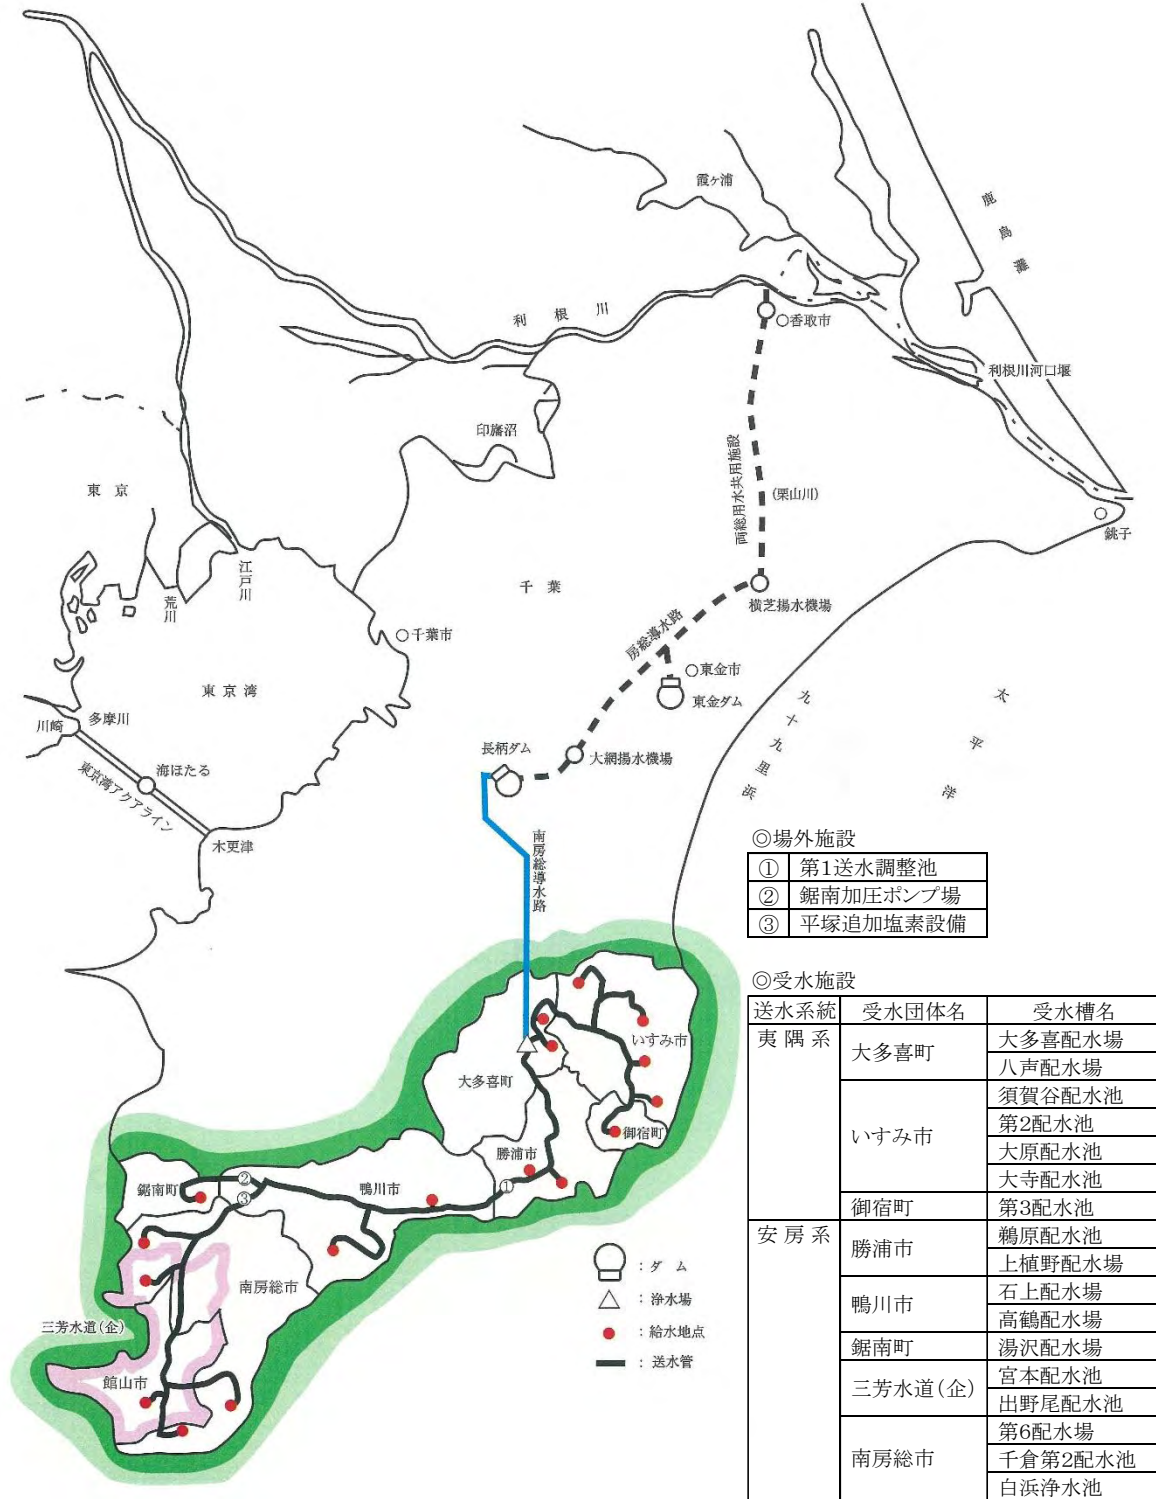 霞ヶ浦
鹿島灘
利根川
香取市
利根川河口堰
印旛沼
両総用水共用施設
(栗山川)
東京
銚子
江戸川
荒川
千葉
横芝揚水機場
千葉市
房総導水路
東金市
東金ダム
東京湾
川崎
多摩川
九十九里浜
太平洋
長柄ダム
大網揚水機場
海ほたる
東京湾アクアライン
木更津
南房総導水路
◎場外施設
① 第1送水調整池
② 鋸南加圧ポンプ場
③ 平塚追加塩素設備
いすみ市
大多喜町
御宿町
勝浦市
①
鋸南町
②
③
鴨川市
南房総市
三芳水道(企)
館山市
:ダム
:浄水場
:給水地点
:送水管
◎受水施設
送水系統 受水団体名 受水槽名
夷隅系 大多喜町 大多喜配水場
八声配水場
いすみ市 須賀谷配水池
第2配水池
大原配水池
大寺配水池
御宿町 第3配水池
安房系 勝浦市 鵜原配水池
上植野配水場
鴨川市 石上配水場
高鶴配水場
鋸南町 湯沢配水場
三芳水道(企) 宮本配水池
出野尾配水池
南房総市 第6配水場
千倉第2配水池
白浜浄水池